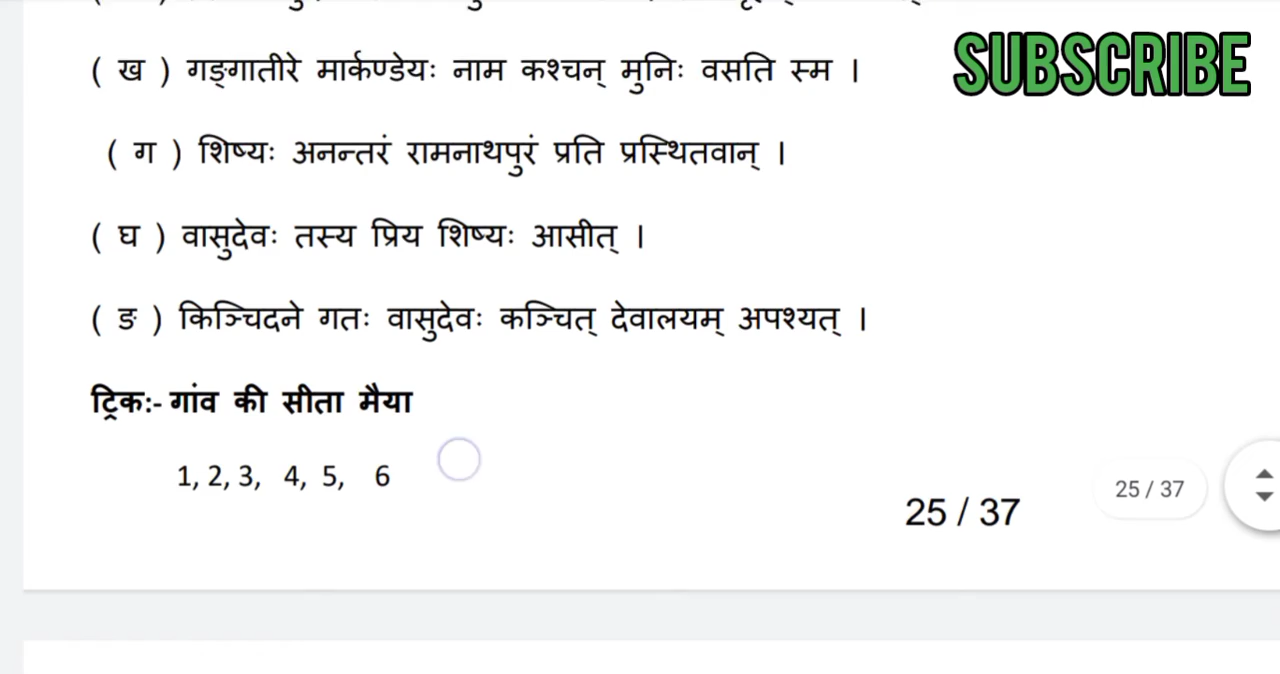 SUBSCRIBE
( ख ) गङ्गातीरे मार्कण्डेयः नाम कश्चन् मुनिः वसति स्म ।
( ग ) शिष्यः अनन्तरं रामनाथपुरं प्रति प्रस्थितवान् ।
( घ ) वासुदेवः तस्य प्रिय शिष्यः आसीत् ।
( ङ ) किञ्चिदने गतः वासुदेवः कञ्चित् देवालयम् अपश्यत् ।
ट्रिकः- गांव की सीता मैया
1, 2, 3, 4, 5, 6
25 / 37
25 / 37